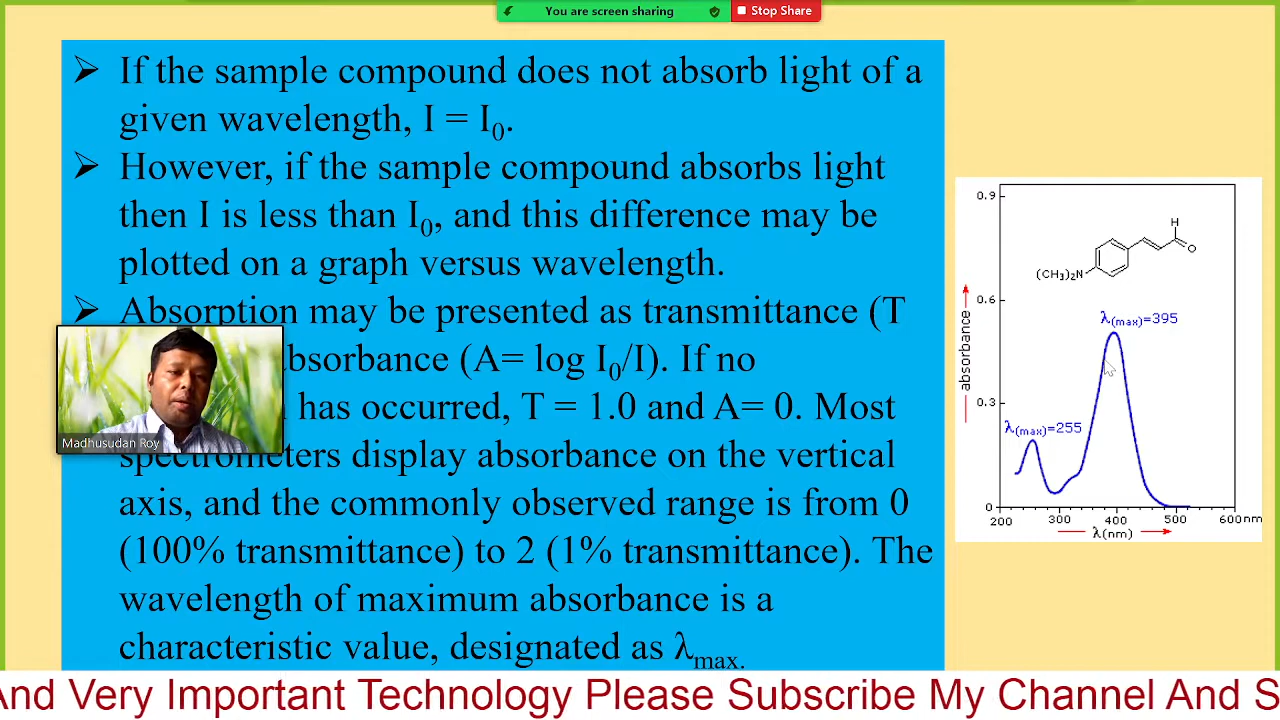 You are screen sharing
Stop Share
➢ If the sample compound does not absorb light of a
given wavelength, I = I₀.
➢ However, if the sample compound absorbs light
then I is less than I₀, and this difference may be
plotted on a graph versus wavelength.
➢ Absorption may be presented as transmittance (T
bsorbance (A= log I₀/I). If no
has occurred, T = 1.0 and A= 0. Most
spectrometers display absorbance on the vertical
axis, and the commonly observed range is from 0
(100% transmittance) to 2 (1% transmittance). The
wavelength of maximum absorbance is a
characteristic value, designated as λmax.
Madhusudan Roy
0.9
0.6
0.3
0
absorbance
H
O
(CH₃)₂N
λ(max)=395
λ(max)=255
200 300 400 500 600nm
λ(nm)
And Very Important Technology Please Subscribe My Channel And S